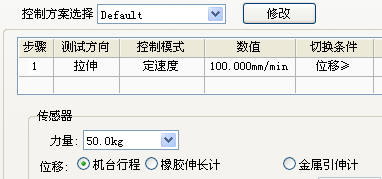 控制方案选择 Default 修改
步骤 测试方向 控制模式 数值 切换条件
1 拉伸 定速度 100.000mm/min 位移≥
传感器
力量: 50.0kg
位移: 机台行程 橡胶伸长计 金属引伸计